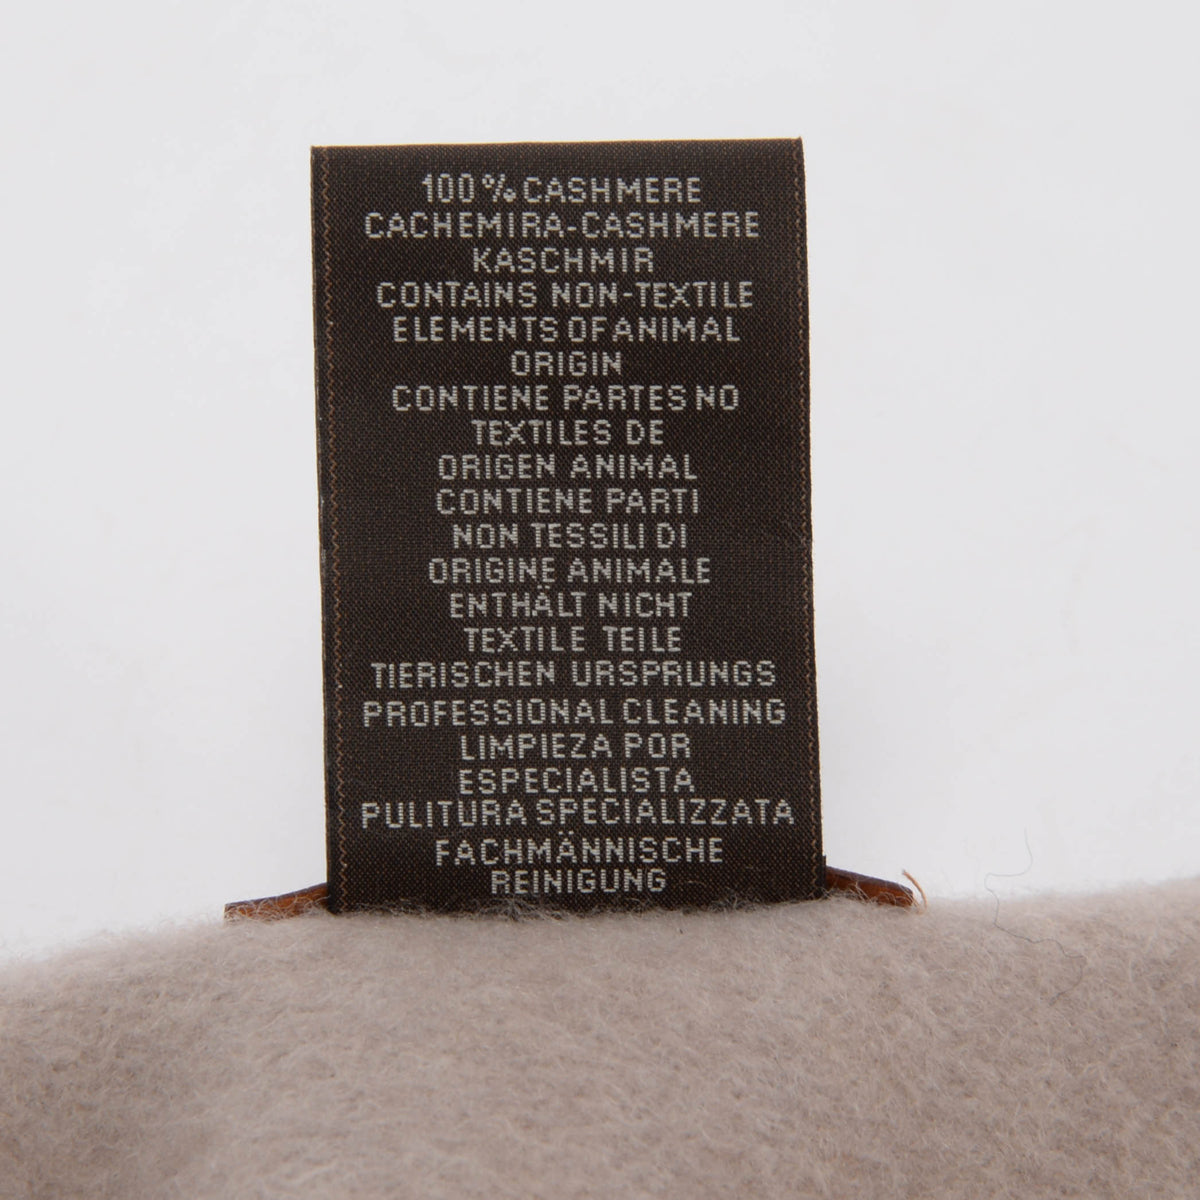 100% CASHMERE
CACHEMIRA-CASHMERE
KASCHMIR
CONTAINS NON-TEXTILE
ELEMENTS OF ANIMAL
ORIGIN
CONTIENE PARTES NO
TEXTILES DE
ORIGEN ANIMAL
CONTIENE PARTI
NON TESSILI DI
ORIGINE ANIMALE
ENTHÄLT NICHT
TEXTILE TEILE
TIERISCHEN URSPRUNGS
PROFESSIONAL CLEANING
LIMPIEZA POR
ESPECIALISTA
PULITURA SPECIALIZZATA
FACHMÄNNISCHE
REINIGUNG